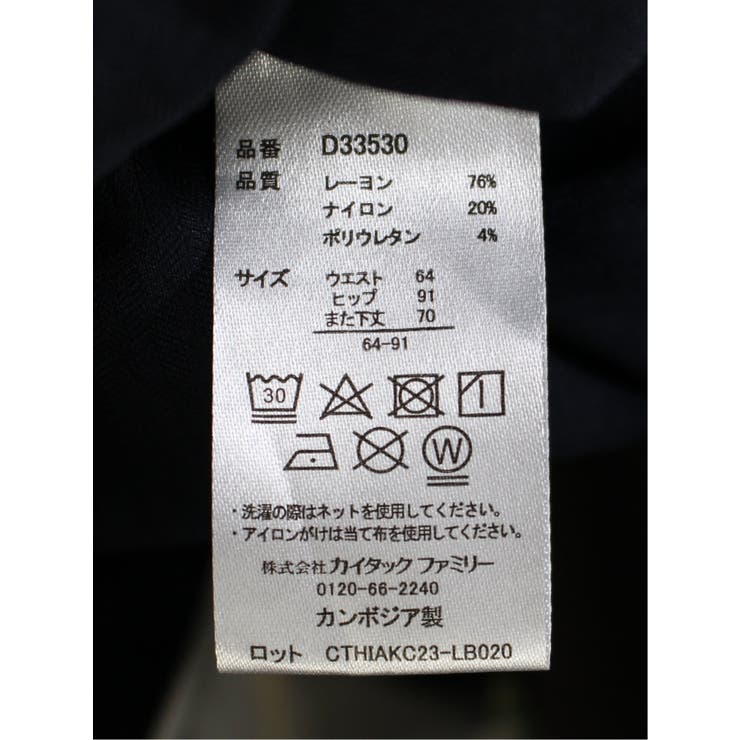 品番 D33530
品質 レーヨン 76%
ナイロン 20%
ポリウレタン 4%
サイズ ウエスト 64
ヒップ 91
また下丈 70
64-91
30
W
・洗濯の際はネットを使用してください。
・アイロンがけは当て布を使用してください。
株式会社カイタック ファミリー
0120-66-2240
カンボジア製
ロット CTHIAKC23-LB020